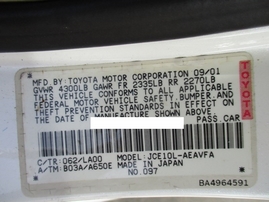 MFD.BY:TOYOTA MOTOR CORPORATION 09/01
GVWR 4300LB GAWR FR 2335LB RR 2270LB
THIS VEHICLE CONFORMS TO ALL APPLICABLE
FEDERAL MOTOR VEHICLE SAFETY,BUMPER,AND
THEFT PREVENTION STANDARDS IN EFFECT ON
THE DATE OF MANUFACTURE SHOWN ABOVE.
PASS.CAR
TOYOTA
C/TR:D62/LA00 MODEL:JCE10L-AEAVFA
A/TM:B03A/A650E MADE IN JAPAN
NO.097
BA4964591